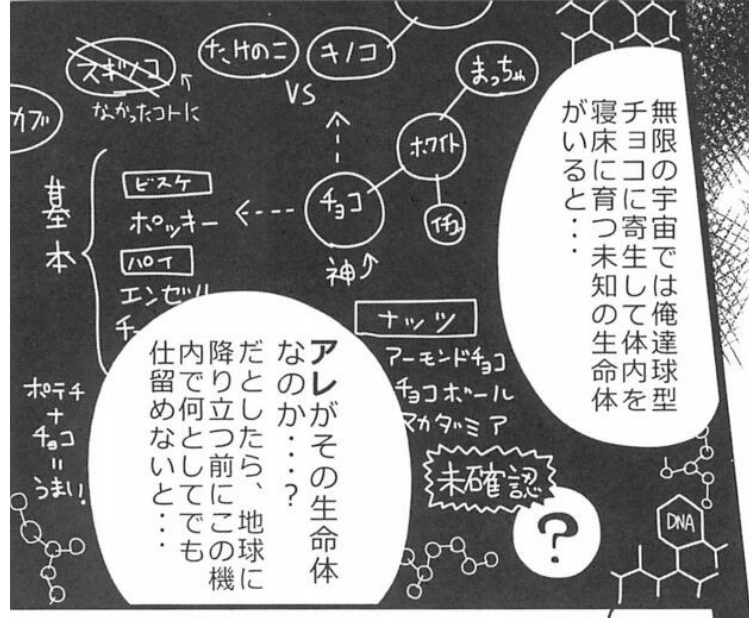 無限の宇宙では俺達球型
チョコに寄生して体内を
寝床に育つ未知の生命体
がいると・・・
アレがその生命体
なのか・・・?
だとしたら、地球に
降り立つ前にこの機
内で何としてでも
仕留めないと・・・
スギノコ
なかったコトに
たけのこ
VS
キノコ
まっちゃ
ホワイト
チョコ
神
基本
ビスケ
ポッキー
パイ
エンゼル
ナッツ
アーモンドチョコ
チョコボール
マカダミア
未確認
?
ポテチ
+
チョコ
=
うまい!
DNA